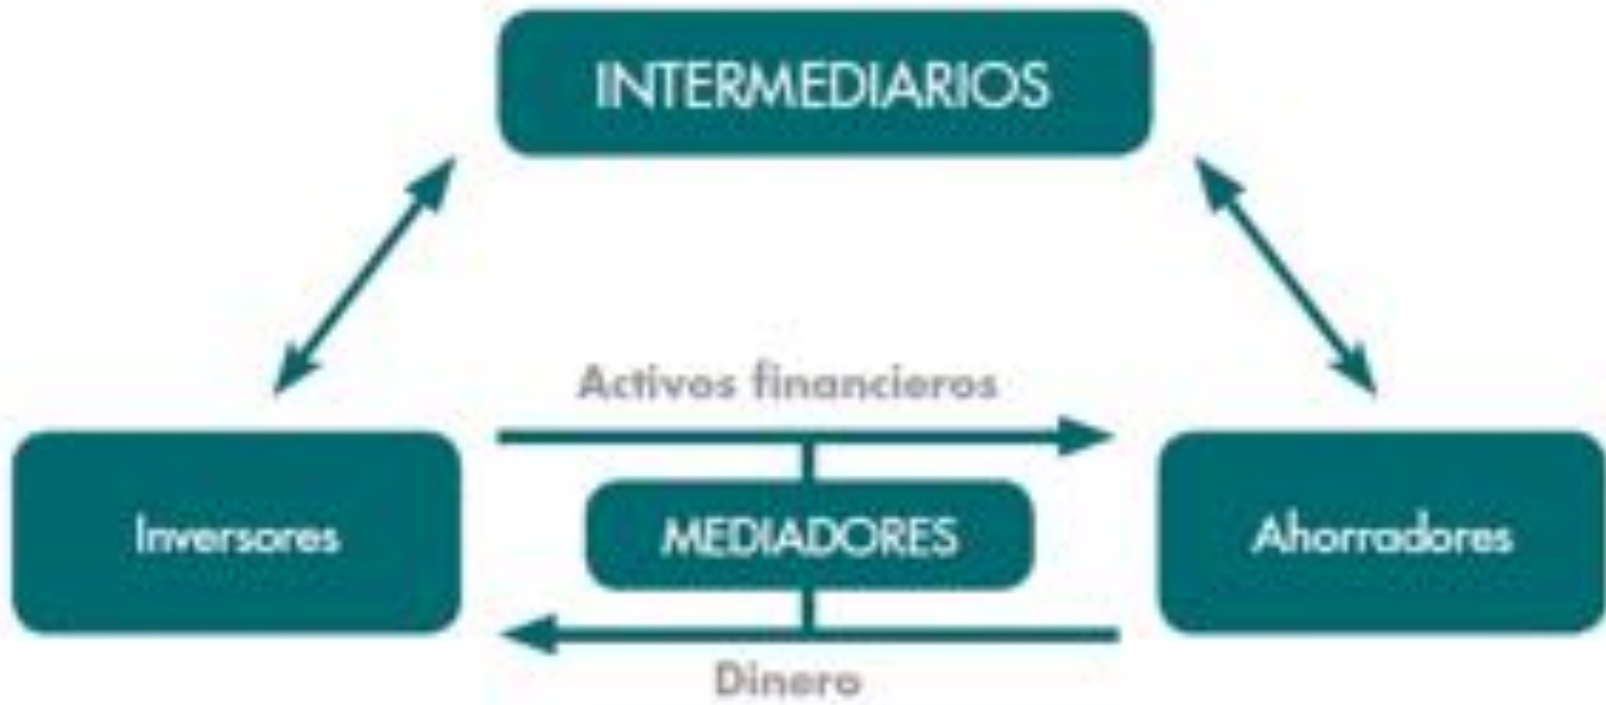 INTERMEDIARIOS
Activos financieros
Inversores
MEDIADORES
Ahorradores
Dinero